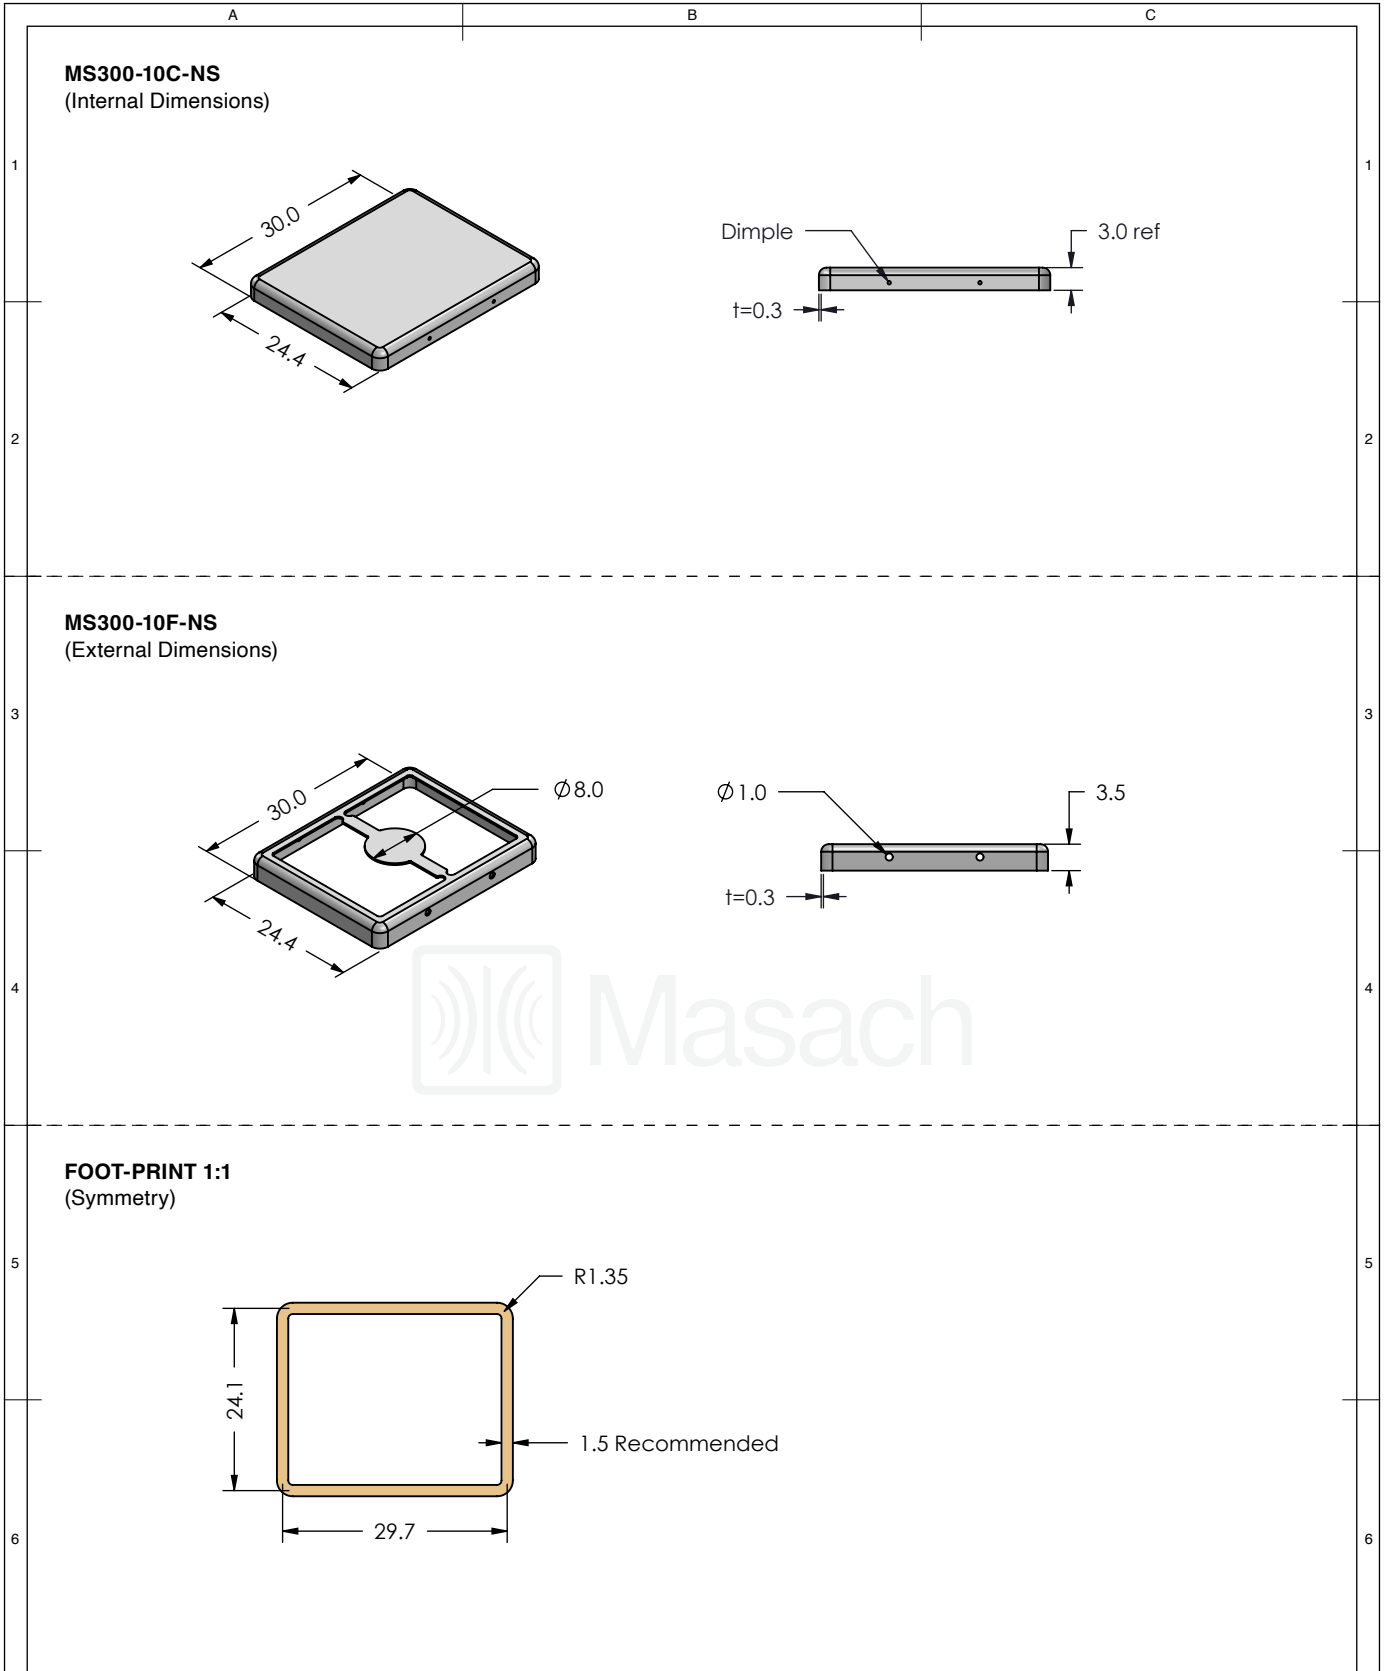 A B C
MS300-10C-NS
(Internal Dimensions)
1 1
30.0
24.4
Dimple
3.0 ref
t=0.3
2 2
MS300-10F-NS
(External Dimensions)
3 3
30.0
Ø8.0
24.4
Ø1.0
3.5
t=0.3
Masach
4 4
FOOT-PRINT 1:1
(Symmetry)
5 5
R1.35
24.1
1.5 Recommended
29.7
6 6